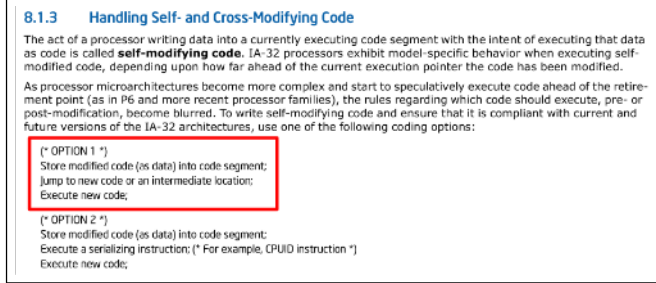 8.1.3 Handling Self- and Cross-Modifying Code
The act of a processor writing data into a currently executing code segment with the intent of executing that data
as code is called self-modifying code. IA-32 processors exhibit model-specific behavior when executing self-
modified code, depending upon how far ahead of the current execution pointer the code has been modified.
As processor microarchitectures become more complex and start to speculatively execute code ahead of the retire-
ment point (as in P6 and more recent processor families), the rules regarding which code should execute, pre- or
post-modification, become blurred. To write self-modifying code and ensure that it is compliant with current and
future versions of the IA-32 architectures, use one of the following coding options:
(* OPTION 1 *)
Store modified code (as data) into code segment;
Jump to new code or an intermediate location;
Execute new code;
(* OPTION 2 *)
Store modified code (as data) into code segment;
Execute a serializing instruction; (* For example, CPUID instruction *)
Execute new code;